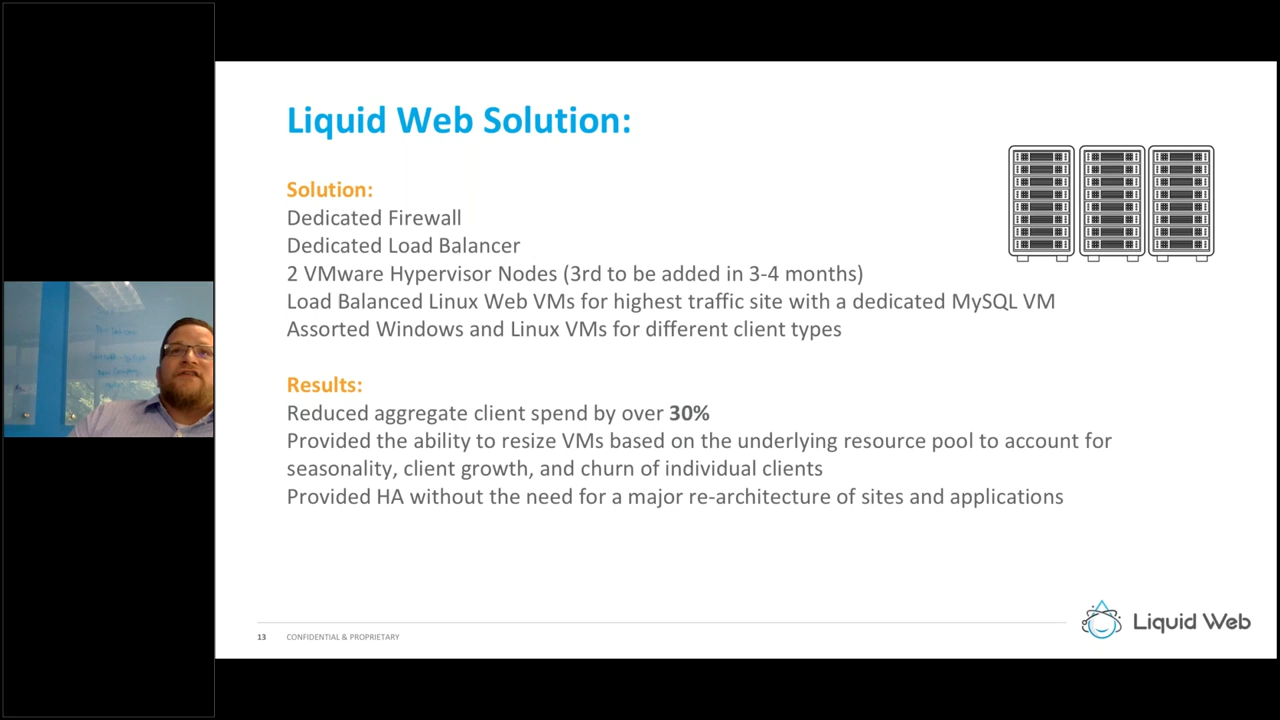 Liquid Web Solution:
Solution:
Dedicated Firewall
Dedicated Load Balancer
2 VMware Hypervisor Nodes (3rd to be added in 3-4 months)
Load Balanced Linux Web VMs for highest traffic site with a dedicated MySQL VM
Assorted Windows and Linux VMs for different client types
Results:
Reduced aggregate client spend by over 30%
Provided the ability to resize VMs based on the underlying resource pool to account for
seasonality, client growth, and churn of individual clients
Provided HA without the need for a major re-architecture of sites and applications
13 CONFIDENTIAL & PROPRIETARY
Liquid Web